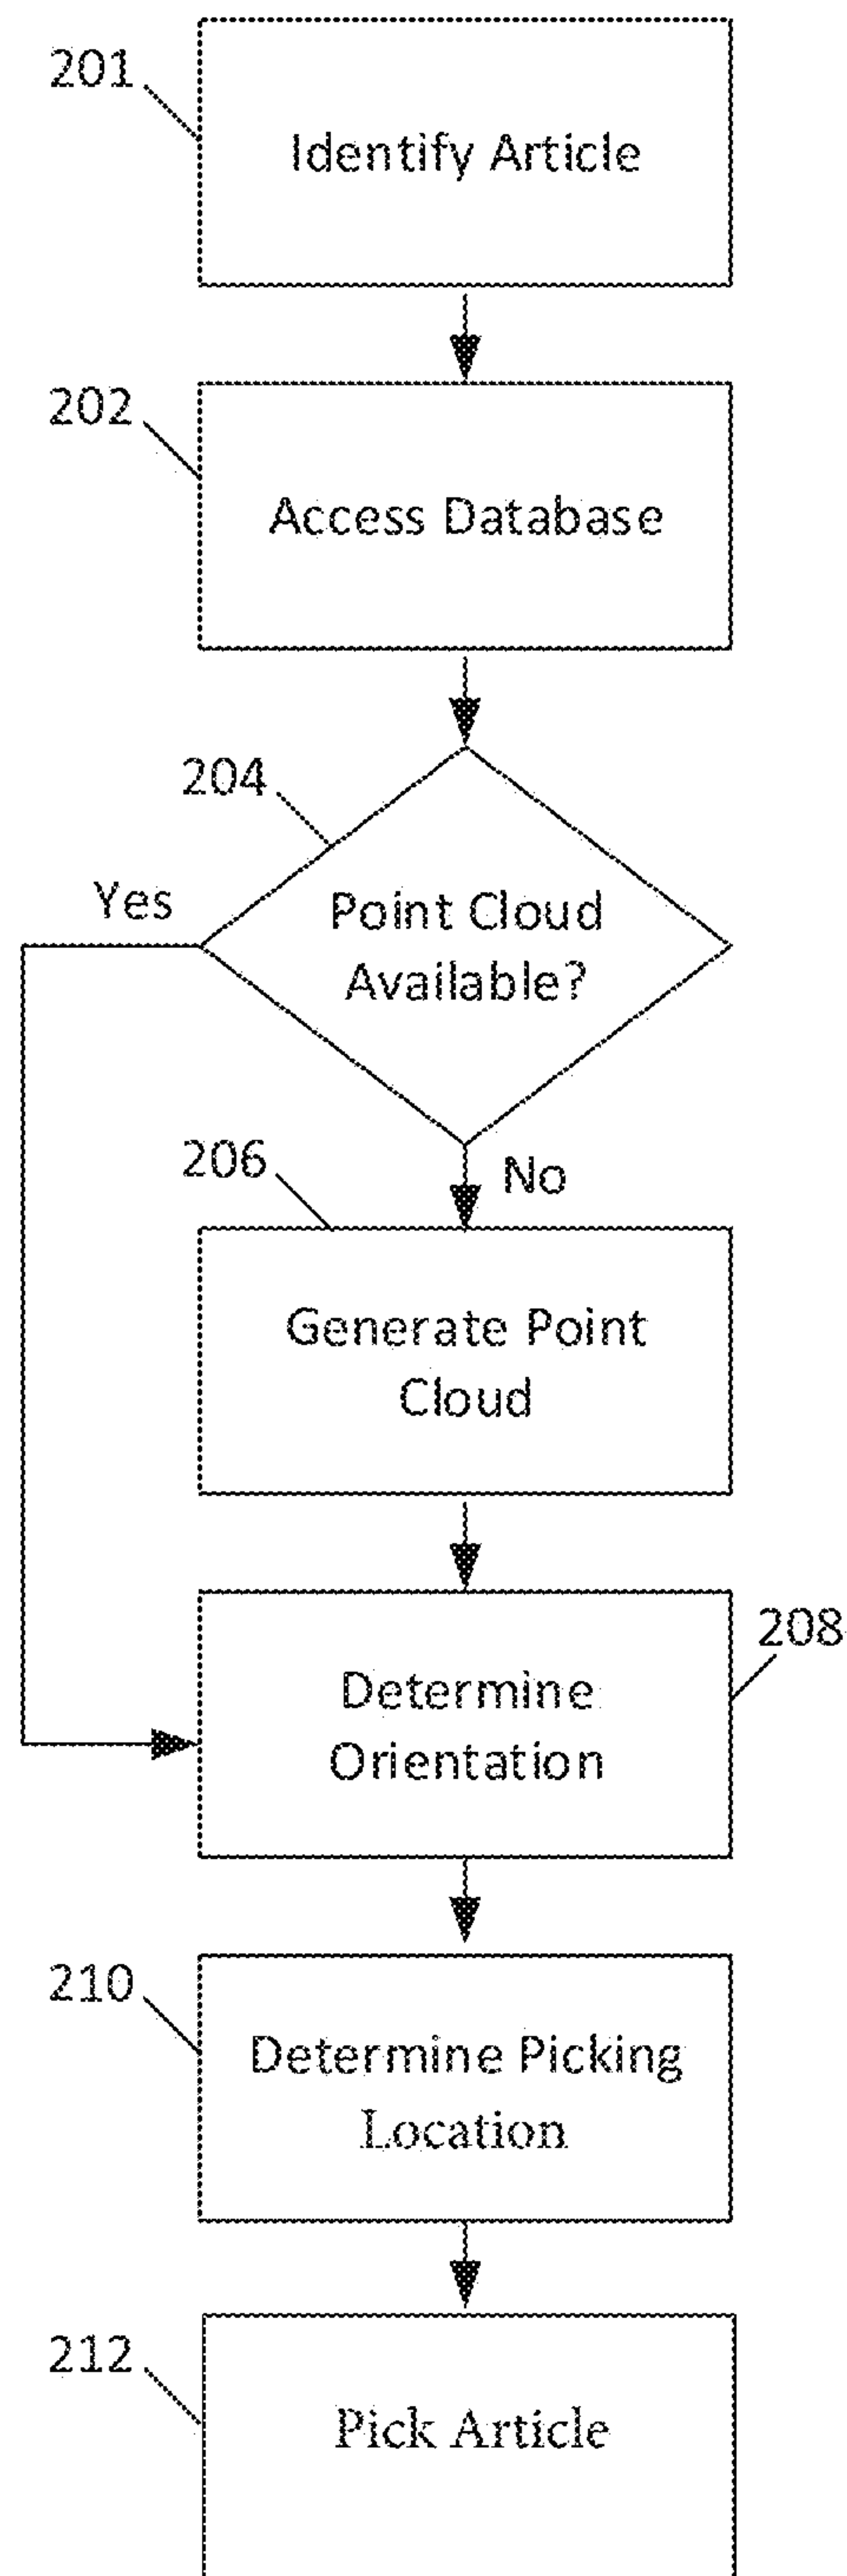 201
Identify Article
202
Access Database
204
Yes
Point Cloud
Available?
206
No
Generate Point
Cloud
208
Determine
Orientation
210
Determine Picking
Location
212
Pick Article